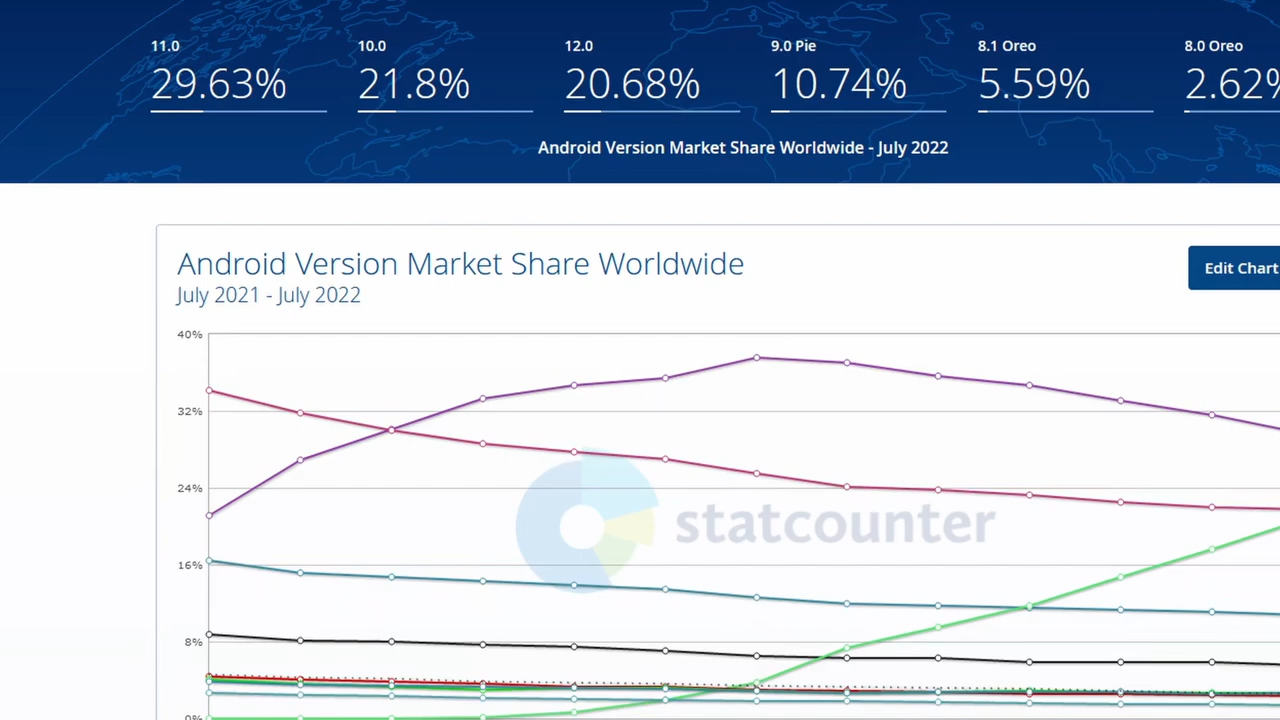 11.0
29.63%
10.0
21.8%
12.0
20.68%
9.0 Pie
10.74%
8.1 Oreo
5.59%
8.0 Oreo
2.62%
Android Version Market Share Worldwide - July 2022
Android Version Market Share Worldwide
July 2021 - July 2022
Edit Chart
40%
32%
24%
statcounter
16%
8%
0%